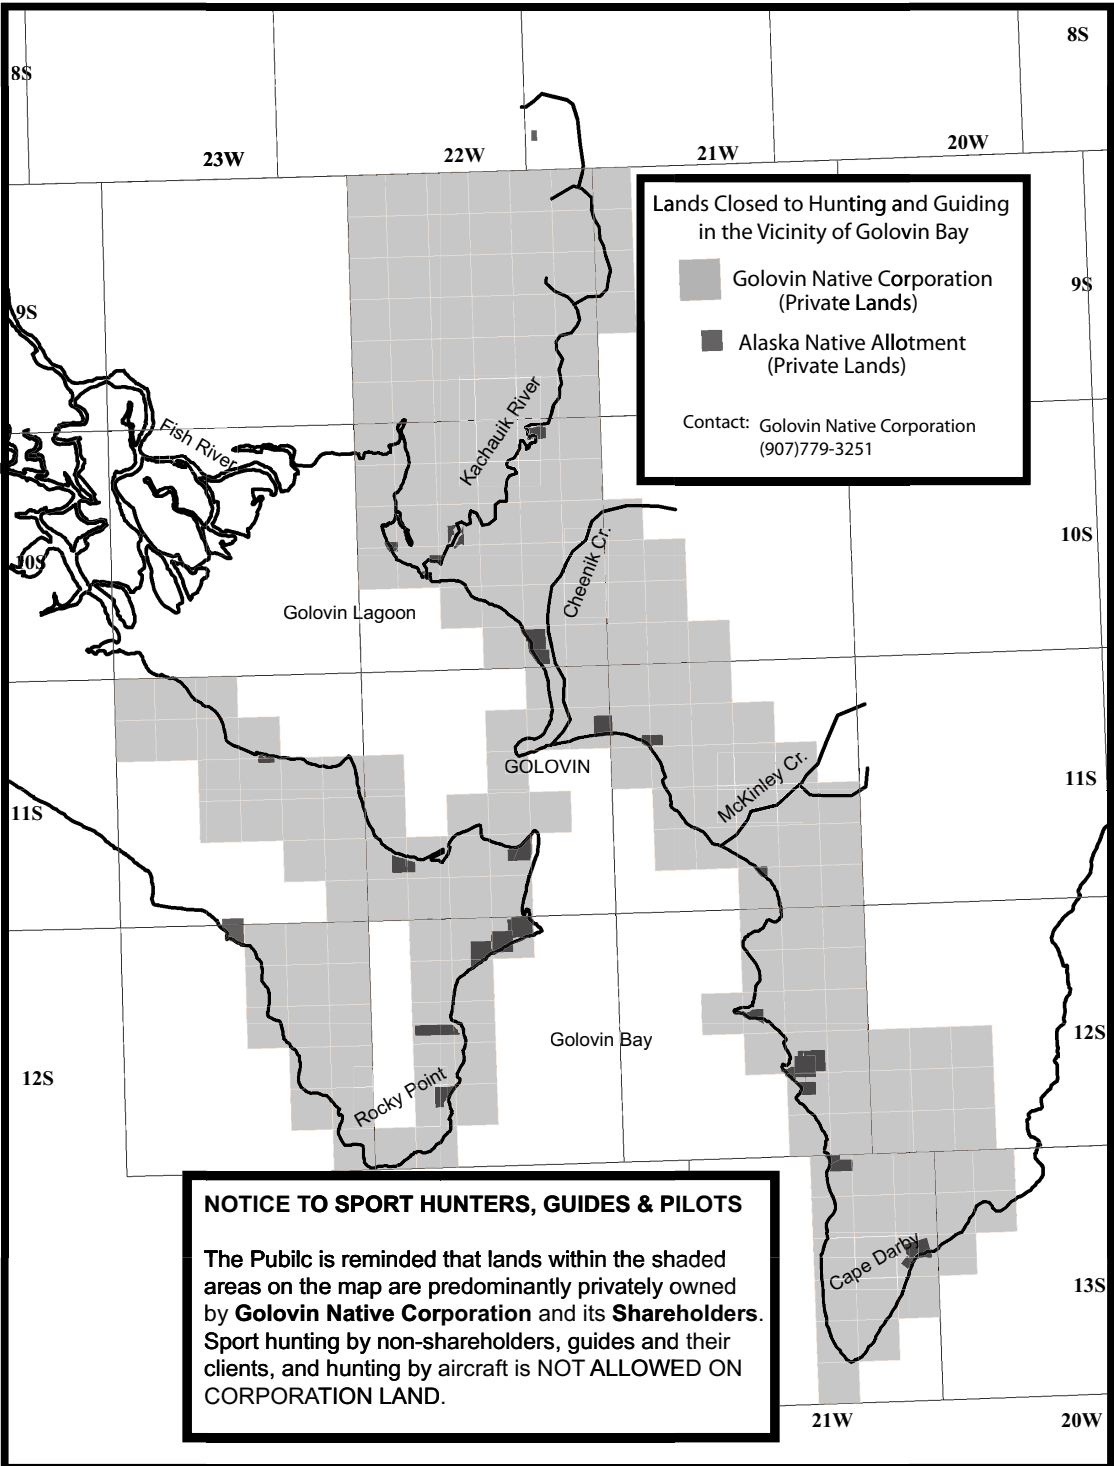 8S
8S
23W
22W
21W
20W
Lands Closed to Hunting and Guiding
in the Vicinity of Golovin Bay
Golovin Native Corporation
(Private Lands)
Alaska Native Allotment
(Private Lands)
Contact: Golovin Native Corporation
(907)779-3251
9S
9S
Fish River
Kachauik River
10S
10S
Cheenik Cr.
Golovin Lagoon
GOLOVIN
McKinley Cr.
11S
11S
Golovin Bay
12S
12S
Rocky Point
Cape Darby
13S
NOTICE TO SPORT HUNTERS, GUIDES & PILOTS
The Pubilc is reminded that lands within the shaded
areas on the map are predominantly privately owned
by Golovin Native Corporation and its Shareholders.
Sport hunting by non-shareholders, guides and their
clients, and hunting by aircraft is NOT ALLOWED ON
CORPORATION LAND.
21W
20W